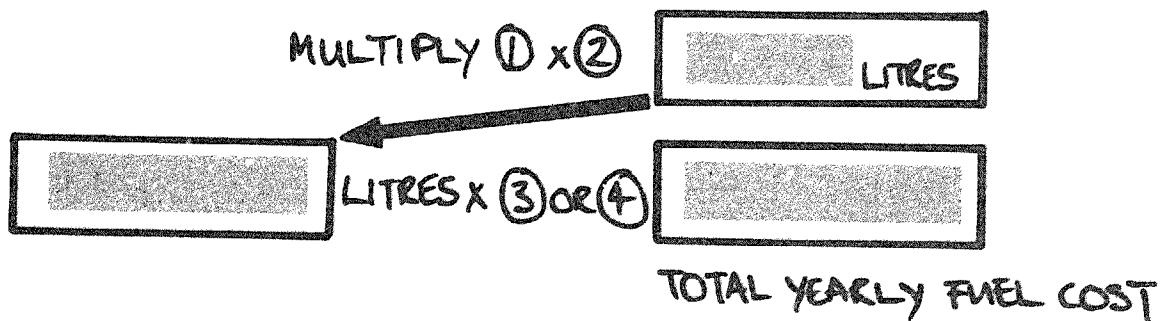 MULTIPLY ① x ②
LITRES
LITRES x ③ OR ④
TOTAL YEARLY FUEL COST